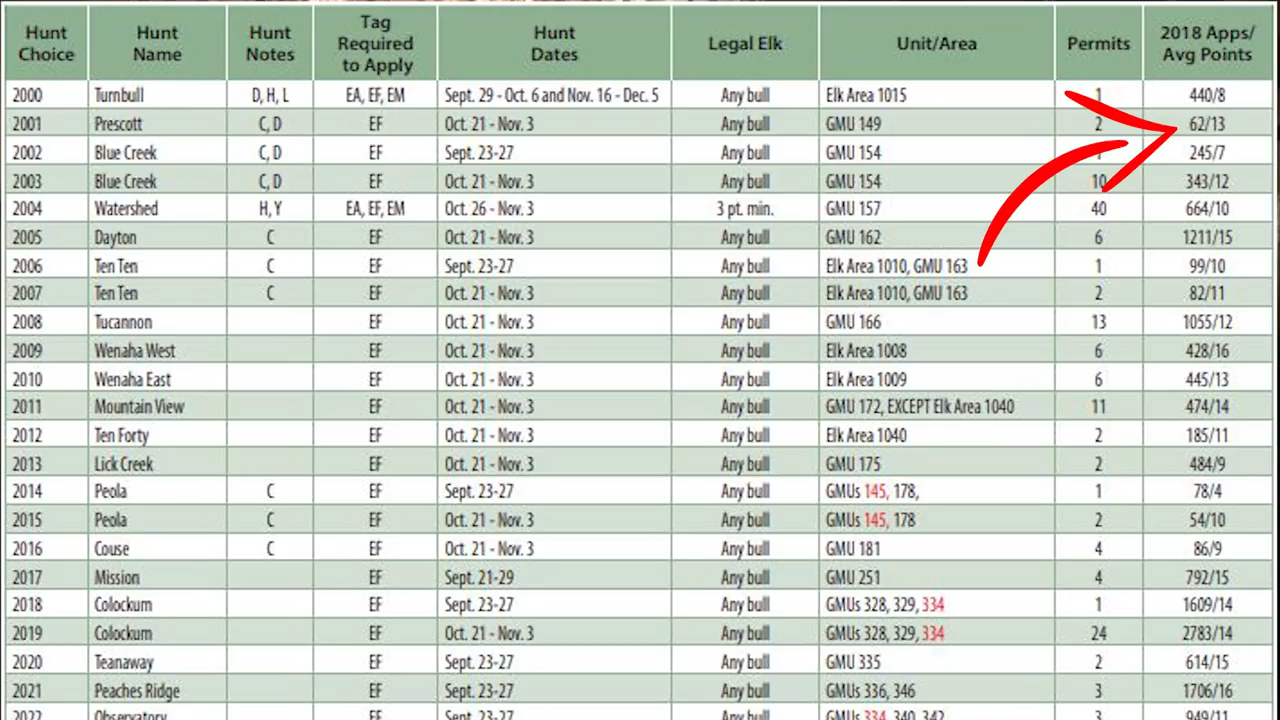 Hunt Choice Hunt Name Hunt Notes Tag Required to Apply Hunt Dates Legal Elk Unit/Area Permits 2018 Apps/ Avg Points
2000 Turnbull D, H, L EA, EF, EM Sept. 29 - Oct. 6 and Nov. 16 - Dec. 5 Any bull Elk Area 1015 1 440/8
2001 Prescott C, D EF Oct. 21 - Nov. 3 Any bull GMU 149 2 62/13
2002 Blue Creek C, D EF Sept. 23-27 Any bull GMU 154 1 245/7
2003 Blue Creek C, D EF Oct. 21 - Nov. 3 Any bull GMU 154 10 343/12
2004 Watershed H, Y EA, EF, EM Oct. 26 - Nov. 3 3 pt. min. GMU 157 40 664/10
2005 Dayton C EF Oct. 21 - Nov. 3 Any bull GMU 162 6 1211/15
2006 Ten Ten C EF Sept. 23-27 Any bull Elk Area 1010, GMU 163 1 99/10
2007 Ten Ten C EF Oct. 21 - Nov. 3 Any bull Elk Area 1010, GMU 163 2 82/11
2008 Tucannon EF Oct. 21 - Nov. 3 Any bull GMU 166 13 1055/12
2009 Wenaha West EF Oct. 21 - Nov. 3 Any bull Elk Area 1008 6 428/16
2010 Wenaha East EF Oct. 21 - Nov. 3 Any bull Elk Area 1009 6 445/13
2011 Mountain View EF Oct. 21 - Nov. 3 Any bull GMU 172, EXCEPT Elk Area 1040 11 474/14
2012 Ten Forty EF Oct. 21 - Nov. 3 Any bull Elk Area 1040 2 185/11
2013 Lick Creek EF Oct. 21 - Nov. 3 Any bull GMU 175 2 484/9
2014 Peola C EF Sept. 23-27 Any bull GMUs 145, 178, 1 78/4
2015 Peola C EF Oct. 21 - Nov. 3 Any bull GMUs 145, 178 2 54/10
2016 Couse C EF Oct. 21 - Nov. 3 Any bull GMU 181 4 86/9
2017 Mission EF Sept. 21-29 Any bull GMU 251 4 792/15
2018 Colockum EF Sept. 23-27 Any bull GMUs 328, 329, 334 1 1609/14
2019 Colockum EF Oct. 21 - Nov. 3 Any bull GMUs 328, 329, 334 24 2783/14
2020 Teanaway EF Sept. 23-27 Any bull GMU 335 2 614/15
2021 Peaches Ridge EF Sept. 23-27 Any bull GMUs 336, 346 3 1706/16
2022 Observatory EF Sept. 23-27 Any bull GMUs 334, 340, 342 3 949/11